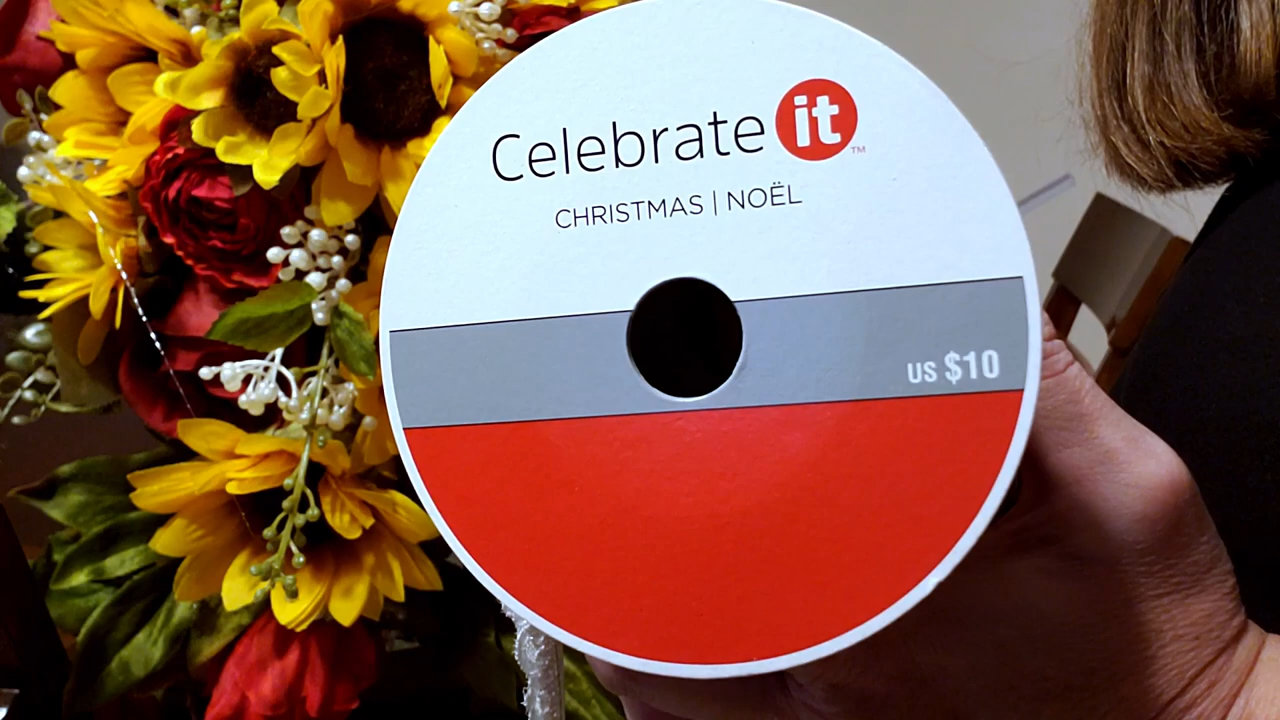 Celebrate it™
CHRISTMAS | NOËL
US $10